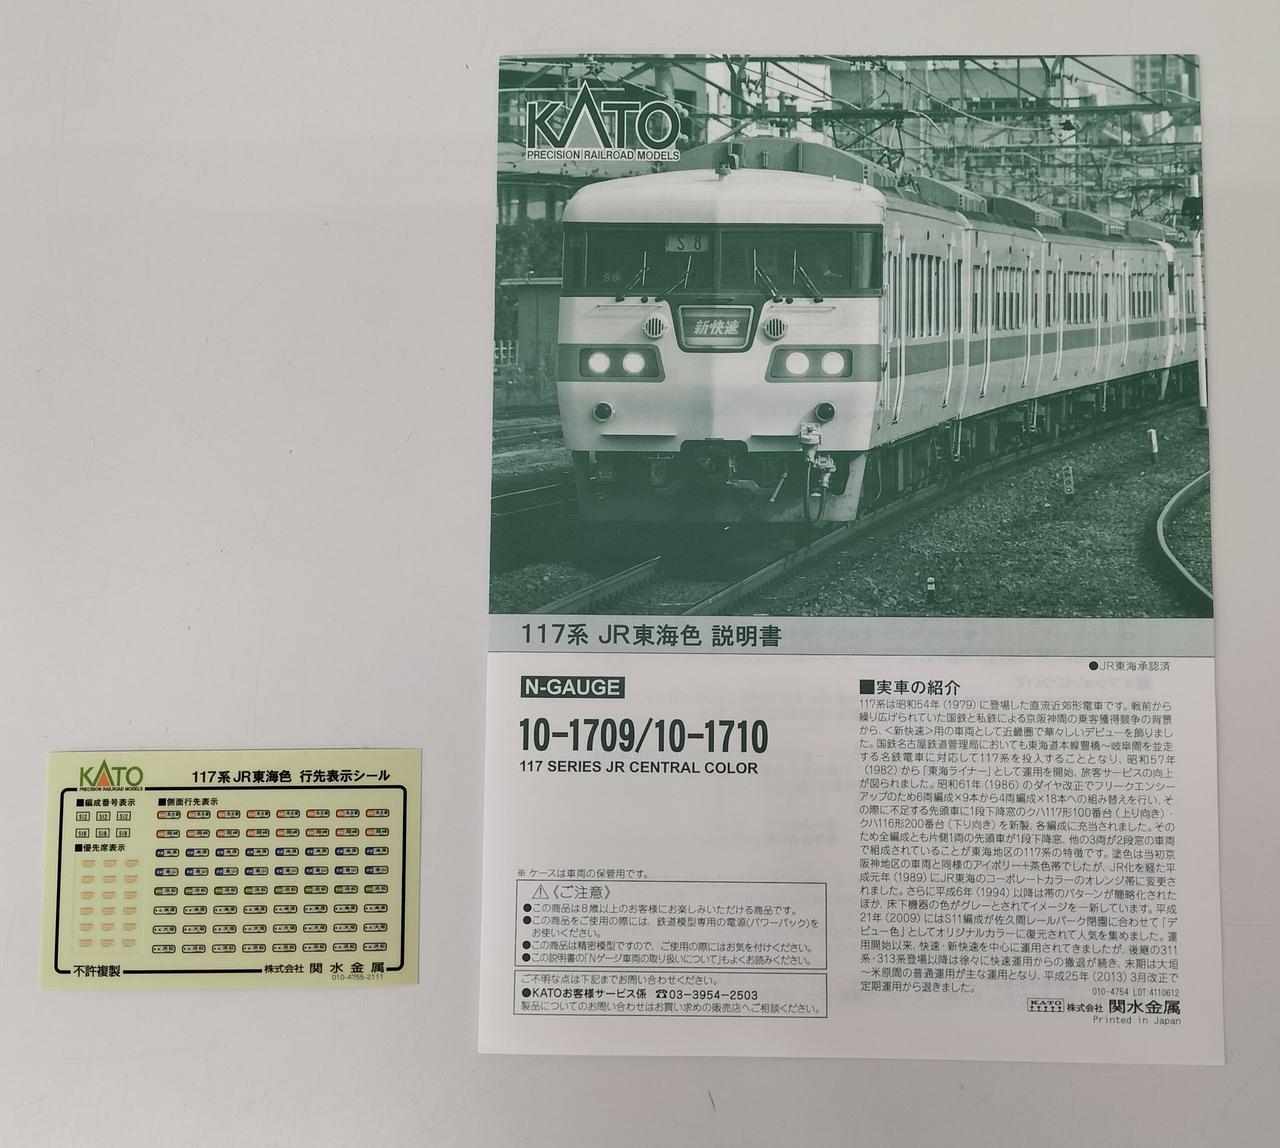 KATO
PRECISION RAILROAD MODELS
S 8
S8
新快速
117系 JR東海色 説明書
●JR東海承認済
N-GAUGE
10-1709/10-1710
117 SERIES JR CENTRAL COLOR
※ ケースは車両の保管用です。
⚠《ご注意》
●この商品は8歳以上のお客様にお楽しみいただける商品です。
●この商品をご使用の際には、鉄道模型専用の電源(パワーパック)を
お使いください。
●この商品は精密模型ですので、ご使用の際にはお気を付けください。
●この説明書の「Nゲージ車両の取り扱いについて」もよくお読みください。
ご不明な点は下記までお問い合わせください。
●KATOお客様サービス係 ☎03-3954-2503
製品についてのお問い合わせはお買い求めの販売店へご相談ください。
■実車の紹介
117系は昭和54年(1979)に登場した直流近郊形電車です。戦前から
繰り広げられていた国鉄と私鉄による京阪神間の乗客獲得競争の背景
から、<新快速>用の車両として近畿圏で華々しいデビューを飾りまし
た。国鉄名古屋鉄道管理局においても東海道本線豊橋~岐阜間を並走
する名鉄電車に対応して117系を投入することとなり、昭和57年
(1982)から「東海ライナー」として運用を開始、旅客サービスの向上
が図られました。昭和61年(1986)のダイヤ改正でフリークエンシー
アップのため6両編成×9本から4両編成×18本への組み替えを行い、そ
の際に不足する先頭車に1段下降窓のクハ117形100番台(上り向き)・
クハ116形200番台(下り向き)を新製、各編成に充当されました。その
ため全編成とも片側1両の先頭車が1段下降窓、他の3両が2段窓の車両
で組成されていることが東海地区の117系の特徴です。塗色は当初京
阪神地区の車両と同様のアイボリー+茶色帯でしたが、JR化を経た平
成元年(1989)にJR東海のコーポレートカラーのオレンジ帯に変更さ
れました。さらに平成6年(1994)以降は帯のパターンが簡略化された
ほか、床下機器の色がグレーとされてイメージを一新しています。平成
21年(2009)にはS11編成が佐久間レールパーク閉園に合わせて「デ
ビュー色」としてオリジナルカラーに復元されて人気を集めました。運
用開始以来、快速・新快速を中心に運用されてきましたが、後継の311
系・313系登場以降は徐々に快速運用からの撤退が続き、末期は大垣
~米原間の普通運用が主な運用となり、平成25年(2013)3月改正で
定期運用から退きました。
010-4754 LOT:4110612
KATO 株式会社 関水金属
Printed in Japan
KATO
PRECISION RAILROAD MODELS
117系 JR東海色 行先表示シール
■編成番号表示
S12 S12 S12
S18 S18 S18
■優先席表示
■側面行先表示
不許複製
株式会社 関水金属
010-4755-2111